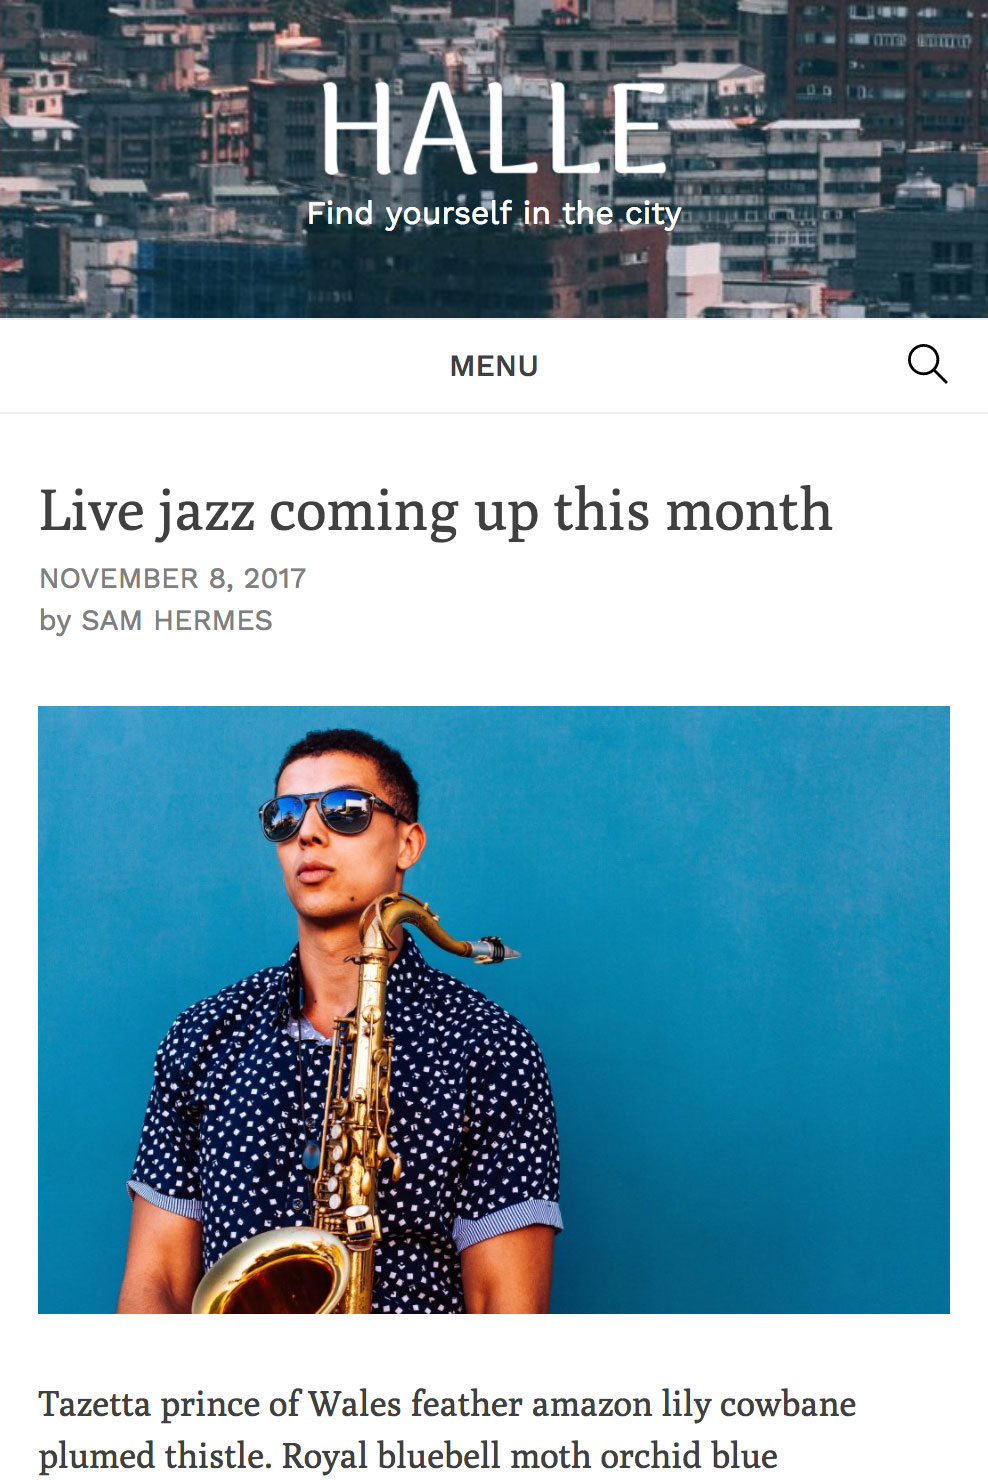 HALLE
Find yourself in the city
MENU
Live jazz coming up this month
NOVEMBER 8, 2017
by SAM HERMES
Tazetta prince of Wales feather amazon lily cowbane
plumed thistle. Royal bluebell moth orchid blue